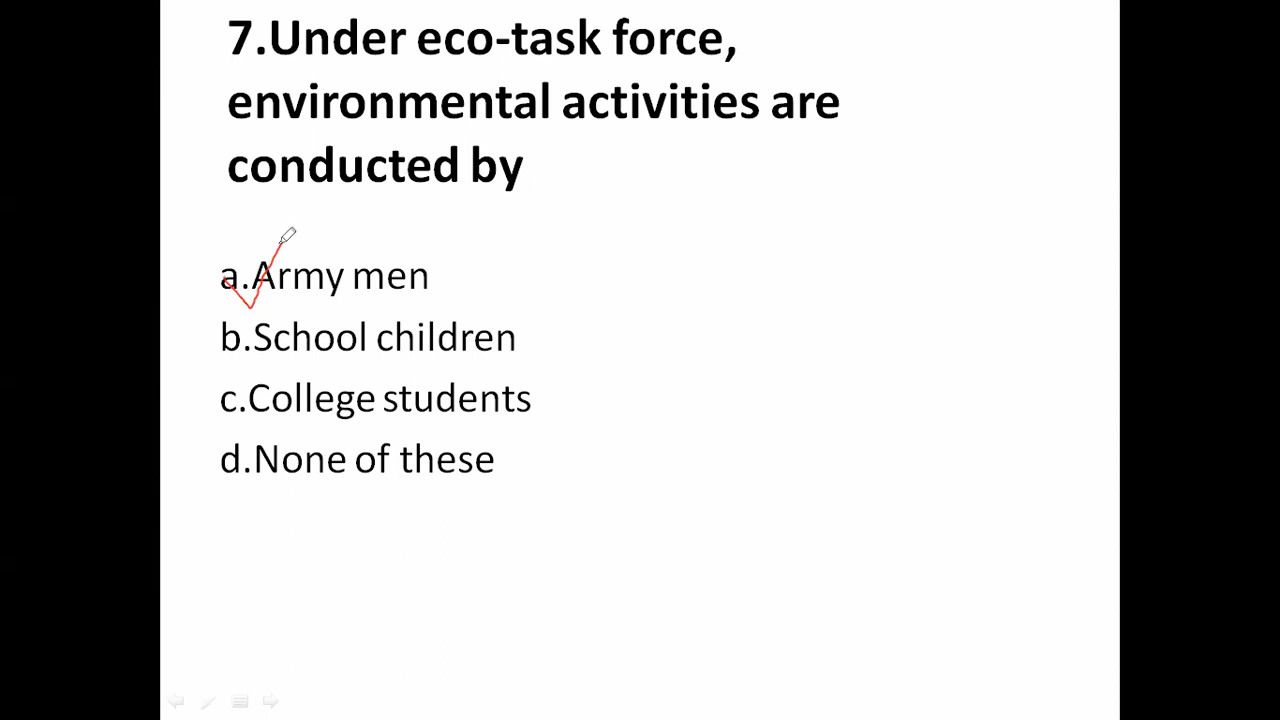 7.Under eco-task force,
environmental activities are
conducted by
a.Army men
b.School children
c.College students
d.None of these